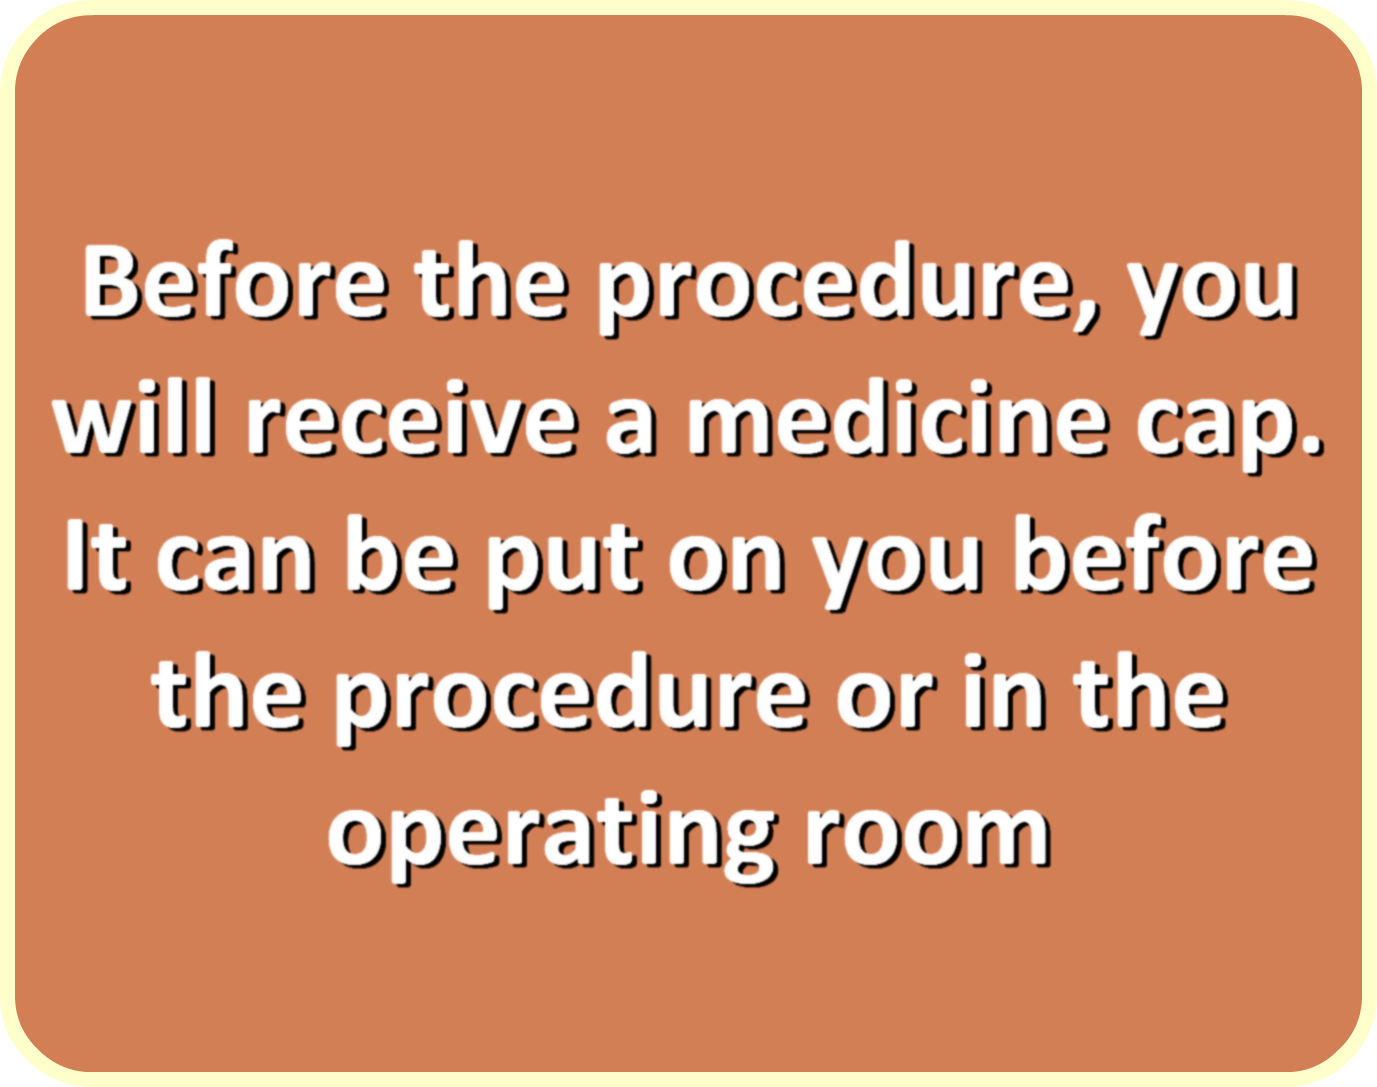 Before the procedure, you
will receive a medicine cap.
It can be put on you before
the procedure or in the
operating room